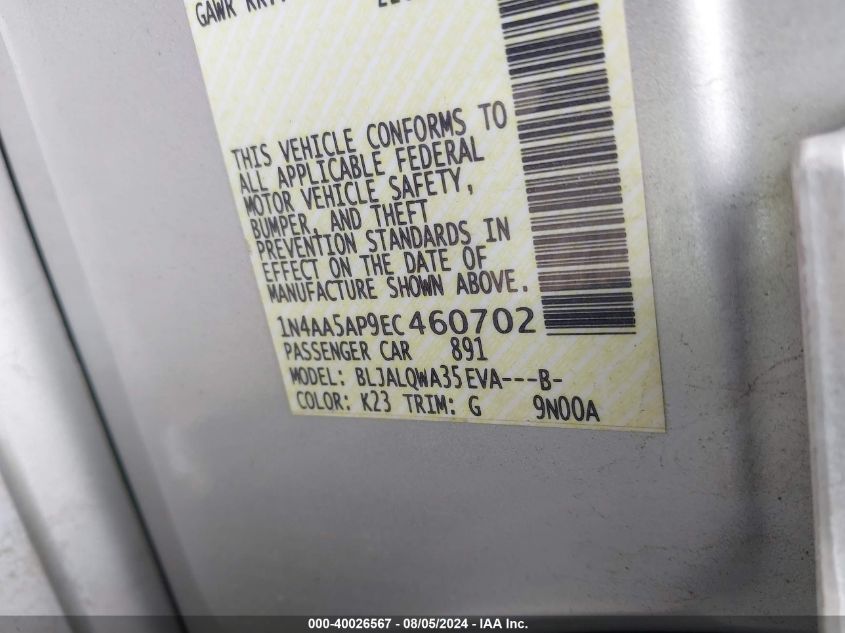 GAWR
THIS VEHICLE CONFORMS TO
ALL APPLICABLE FEDERAL
MOTOR VEHICLE SAFETY,
BUMPER, AND THEFT
PREVENTION STANDARDS IN
EFFECT ON THE DATE OF
MANUFACTURE SHOWN ABOVE.
1N4AA5AP9EC460702
PASSENGER CAR 891
MODEL: BLJALQWA35EVA---B-
COLOR: K23 TRIM: G 9N00A
000-40026567 - 08/05/2024 - IAA Inc.